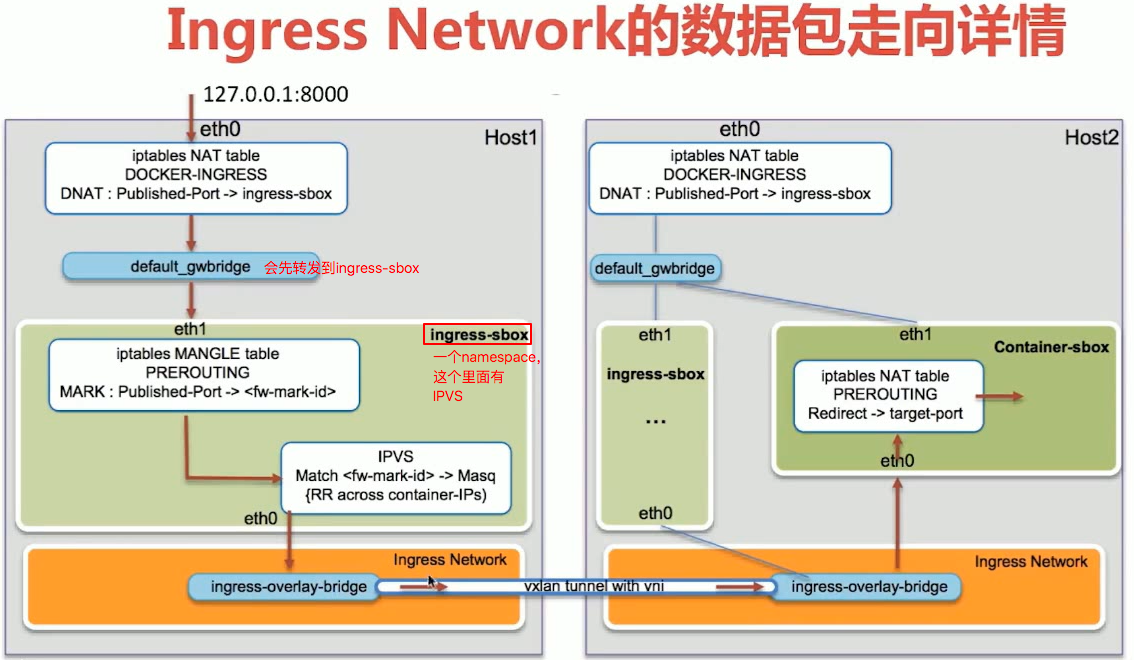 Ingress Network的数据包走向详情
127.0.0.1:8000
eth0
Host1
iptables NAT table
DOCKER-INGRESS
DNAT : Published-Port -> ingress-sbox
default_gwbridge
会先转发到ingress-sbox
eth1
ingress-sbox
一个namespace,
这个里面有
IPVS
iptables MANGLE table
PREROUTING
MARK : Published-Port -> <fw-mark-id>
IPVS
Match <fw-mark-id> -> Masq
{RR across container-IPs)
eth0
Ingress Network
ingress-overlay-bridge
vxlan tunnel with vni
eth0
Host2
iptables NAT table
DOCKER-INGRESS
DNAT : Published-Port -> ingress-sbox
default_gwbridge
eth1
ingress-sbox
...
eth0
eth1
Container-sbox
iptables NAT table
PREROUTING
Redirect -> target-port
eth0
Ingress Network
ingress-overlay-bridge